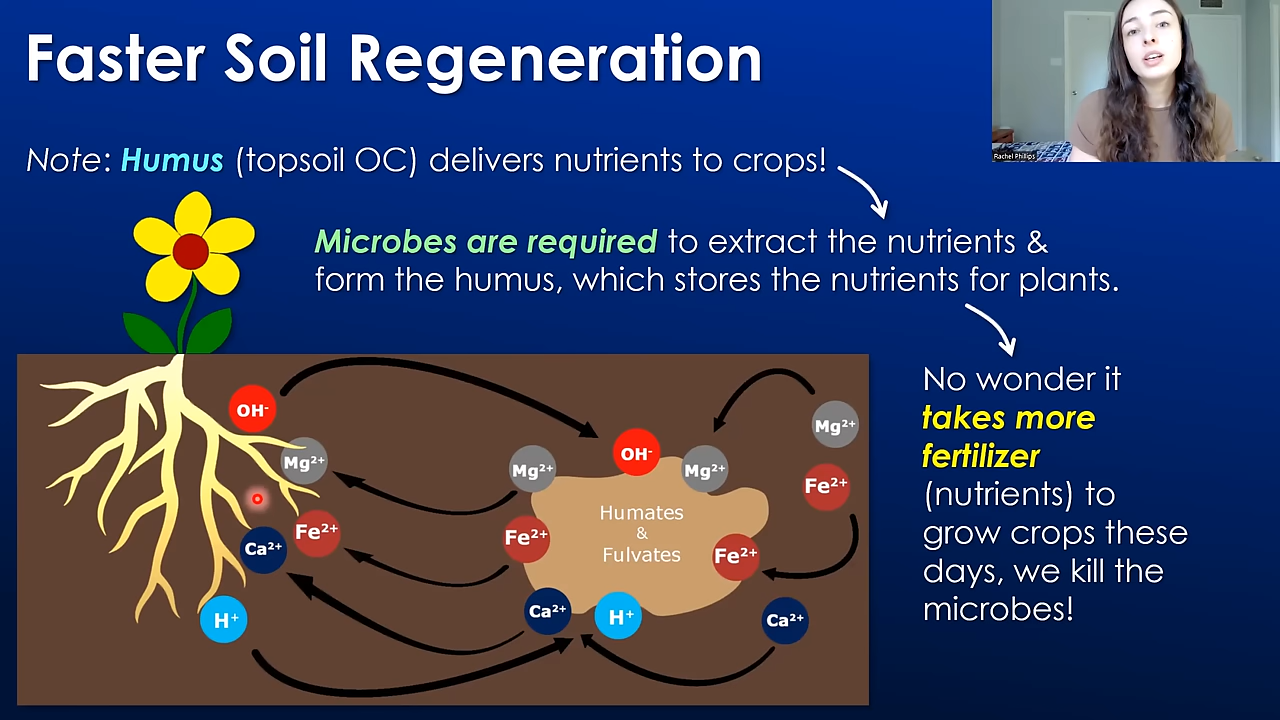 Faster Soil Regeneration
Rachel Phillips
Note: Humus (topsoil OC) delivers nutrients to crops!
Microbes are required to extract the nutrients &
form the humus, which stores the nutrients for plants.
No wonder it
takes more
fertilizer
(nutrients) to
grow crops these
days, we kill the
microbes!
OH-
Mg²⁺
Fe²⁺
Ca²⁺
H⁺
Mg²⁺
OH-
Mg²⁺
Fe²⁺
Humates
&
Fulvates
Fe²⁺
Ca²⁺
H⁺
Mg²⁺
Fe²⁺
Ca²⁺